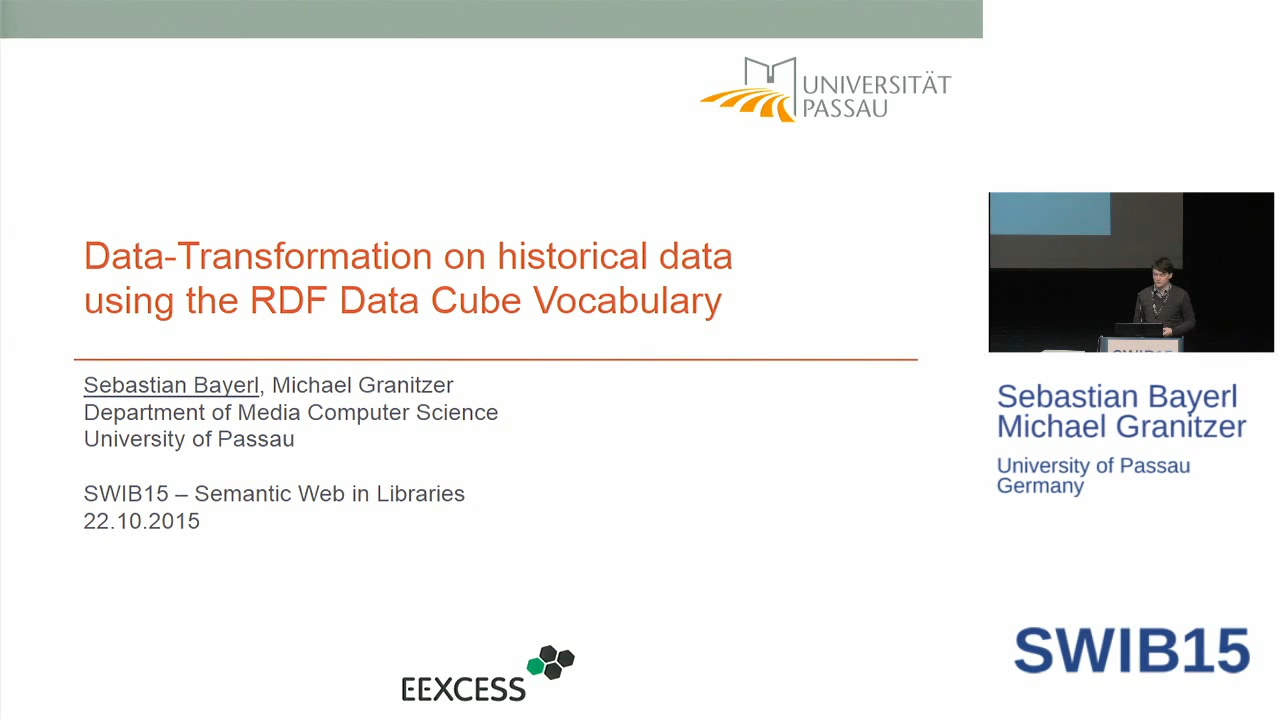 UNIVERSITÄT
PASSAU
Data-Transformation on historical data
using the RDF Data Cube Vocabulary
Sebastian Bayerl, Michael Granitzer
Department of Media Computer Science
University of Passau
SWIB15 – Semantic Web in Libraries
22.10.2015
EEXCESS
SWIB15
Sebastian Bayerl
Michael Granitzer
University of Passau
Germany
SWIB15